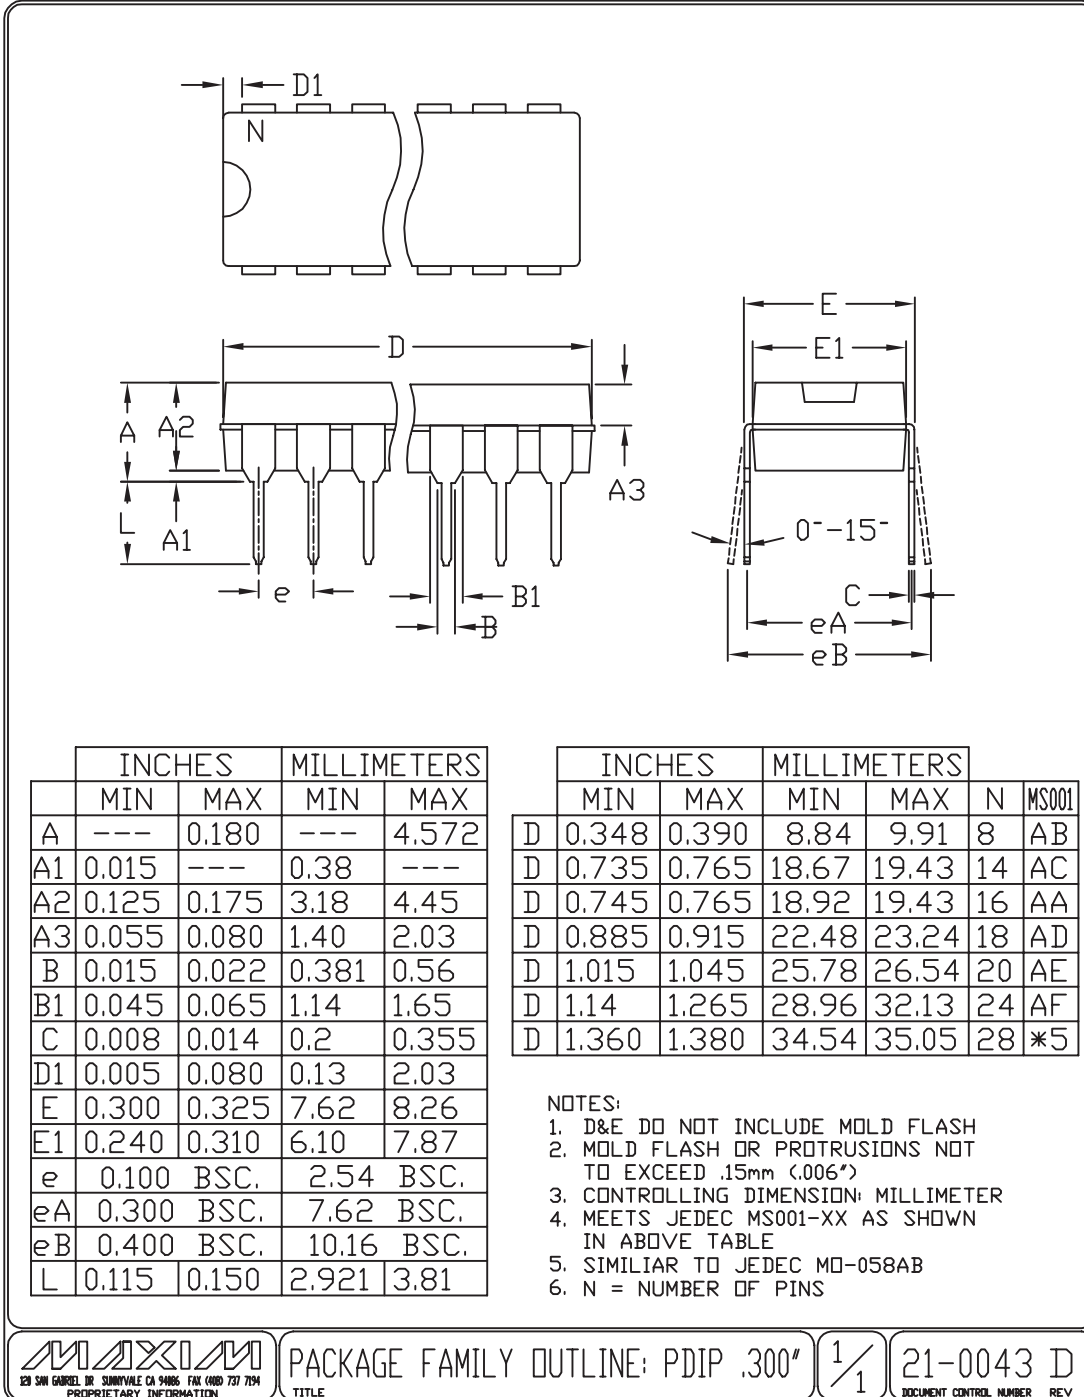 D1
N
D
E
E1
A
A2
A3
L
A1
0°-15°
e
B1
B
C
eA
eB
INCHES MILLIMETERS
MIN MAX MIN MAX
A --- 0.180 --- 4.572
A1 0.015 --- 0.38 ---
A2 0.125 0.175 3.18 4.45
A3 0.055 0.080 1.40 2.03
B 0.015 0.022 0.381 0.56
B1 0.045 0.065 1.14 1.65
C 0.008 0.014 0.2 0.355
D1 0.005 0.080 0.13 2.03
E 0.300 0.325 7.62 8.26
E1 0.240 0.310 6.10 7.87
e 0.100 BSC. 2.54 BSC.
eA 0.300 BSC. 7.62 BSC.
eB 0.400 BSC. 10.16 BSC.
L 0.115 0.150 2.921 3.81
INCHES MILLIMETERS
MIN MAX MIN MAX N MS001
D 0.348 0.390 8.84 9.91 8 AB
D 0.735 0.765 18.67 19.43 14 AC
D 0.745 0.765 18.92 19.43 16 AA
D 0.885 0.915 22.48 23.24 18 AD
D 1.015 1.045 25.78 26.54 20 AE
D 1.14 1.265 28.96 32.13 24 AF
D 1.360 1.380 34.54 35.05 28 *5
NOTES:
1. D&E DO NOT INCLUDE MOLD FLASH
2. MOLD FLASH OR PROTRUSIONS NOT
TO EXCEED .15mm (.006")
3. CONTROLLING DIMENSION: MILLIMETER
4. MEETS JEDEC MS001-XX AS SHOWN
IN ABOVE TABLE
5. SIMILIAR TO JEDEC MO-058AB
6. N = NUMBER OF PINS
MAXIM
120 SAN GABRIEL DR SUNNYVALE CA 94086 FAX (408) 737 7194
PROPRIETARY INFORMATION
PACKAGE FAMILY OUTLINE: PDIP .300"
TITLE
1/1
21-0043 D
DOCUMENT CONTROL NUMBER REV